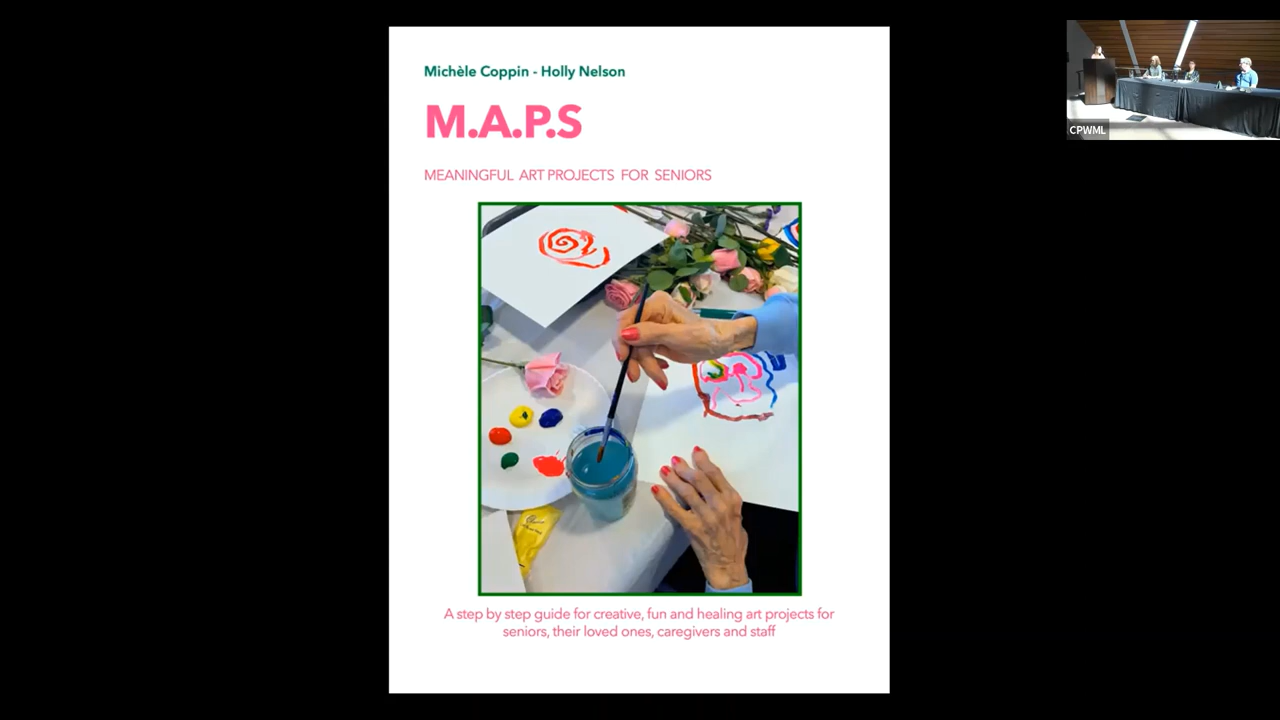 Michèle Coppin - Holly Nelson
M.A.P.S
MEANINGFUL ART PROJECTS FOR SENIORS
A step by step guide for creative, fun and healing art projects for
seniors, their loved ones, caregivers and staff
CPWML